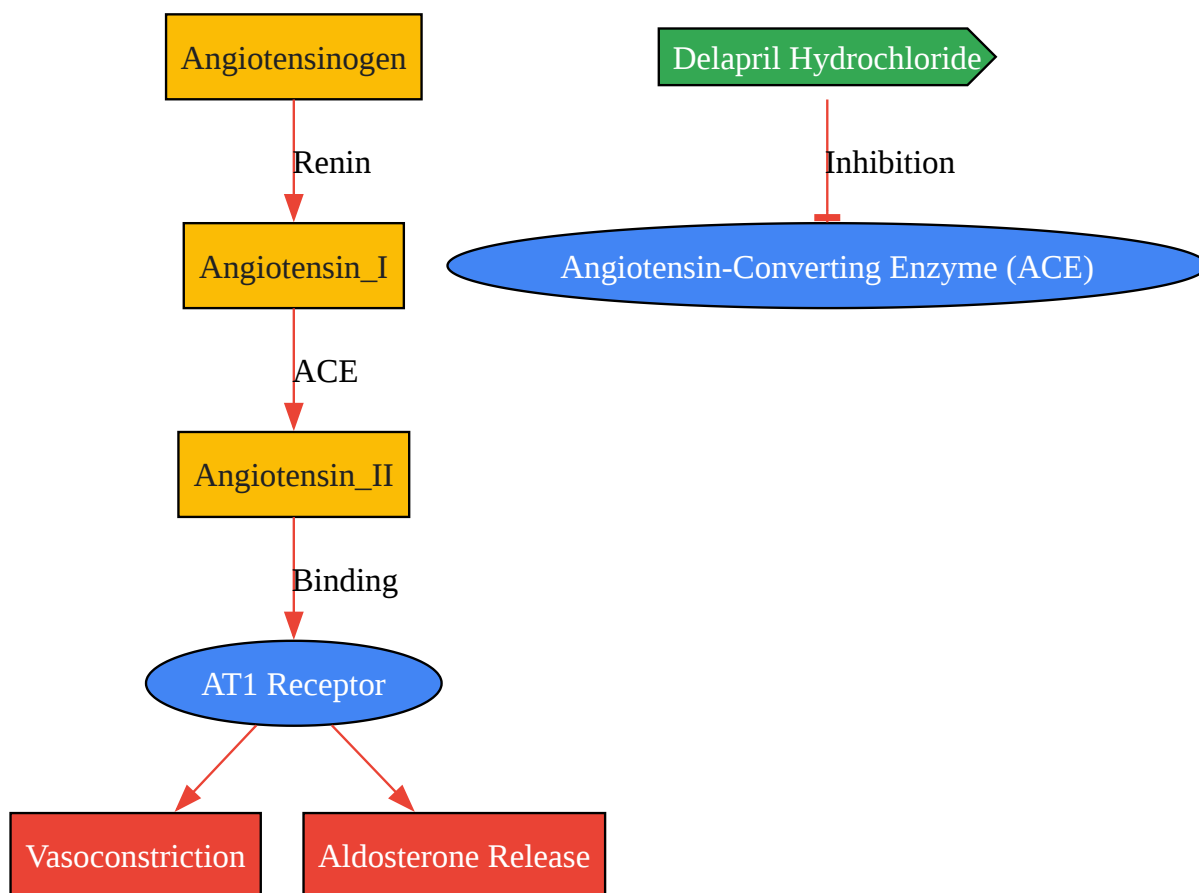 Angiotensinogen
Delapril Hydrochloride
Renin
Inhibition
Angiotensin_I
Angiotensin-Converting Enzyme (ACE)
ACE
Angiotensin_II
Binding
AT1 Receptor
Vasoconstriction
Aldosterone Release